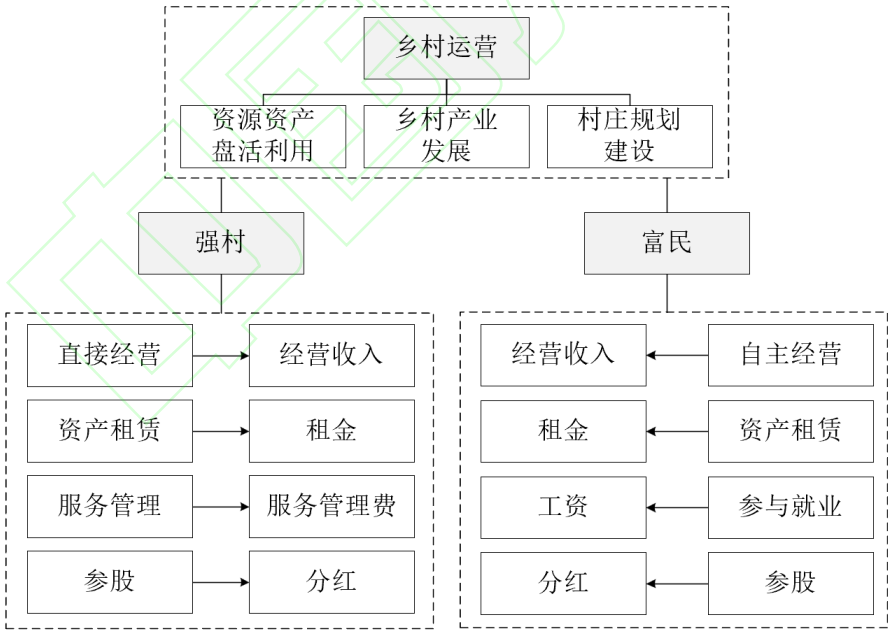 乡村运营
资源资产
盘活利用
乡村产业
发展
村庄规划
建设
强村
富民
直接经营
经营收入
经营收入
自主经营
资产租赁
租金
租金
资产租赁
服务管理
服务管理费
工资
参与就业
参股
分红
分红
参股